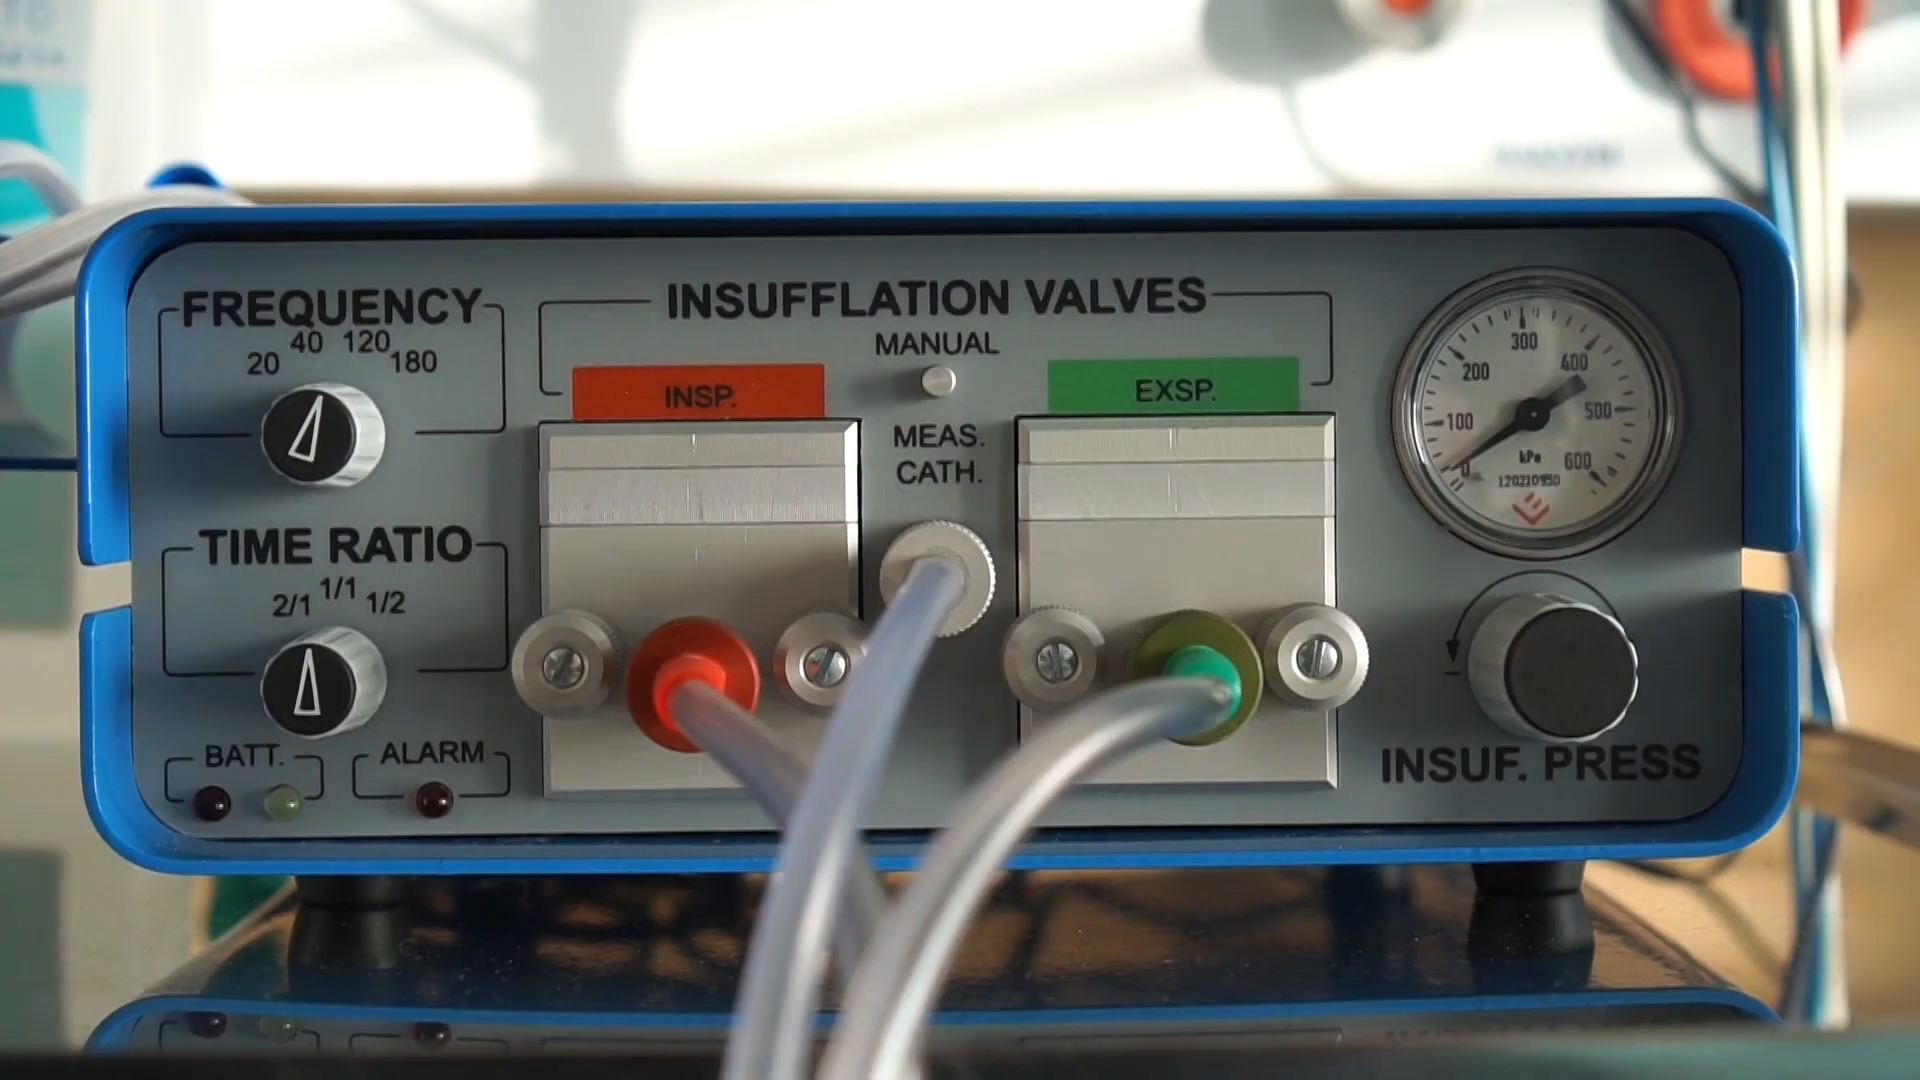 FREQUENCY
20 40 120 180
TIME RATIO
2/1 1/1 1/2
BATT.
ALARM
INSUFFLATION VALVES
MANUAL
INSP.
EXSP.
MEAS.
CATH.
0 100 200 300 400 500 600
kPa
120210950
INSUF. PRESS